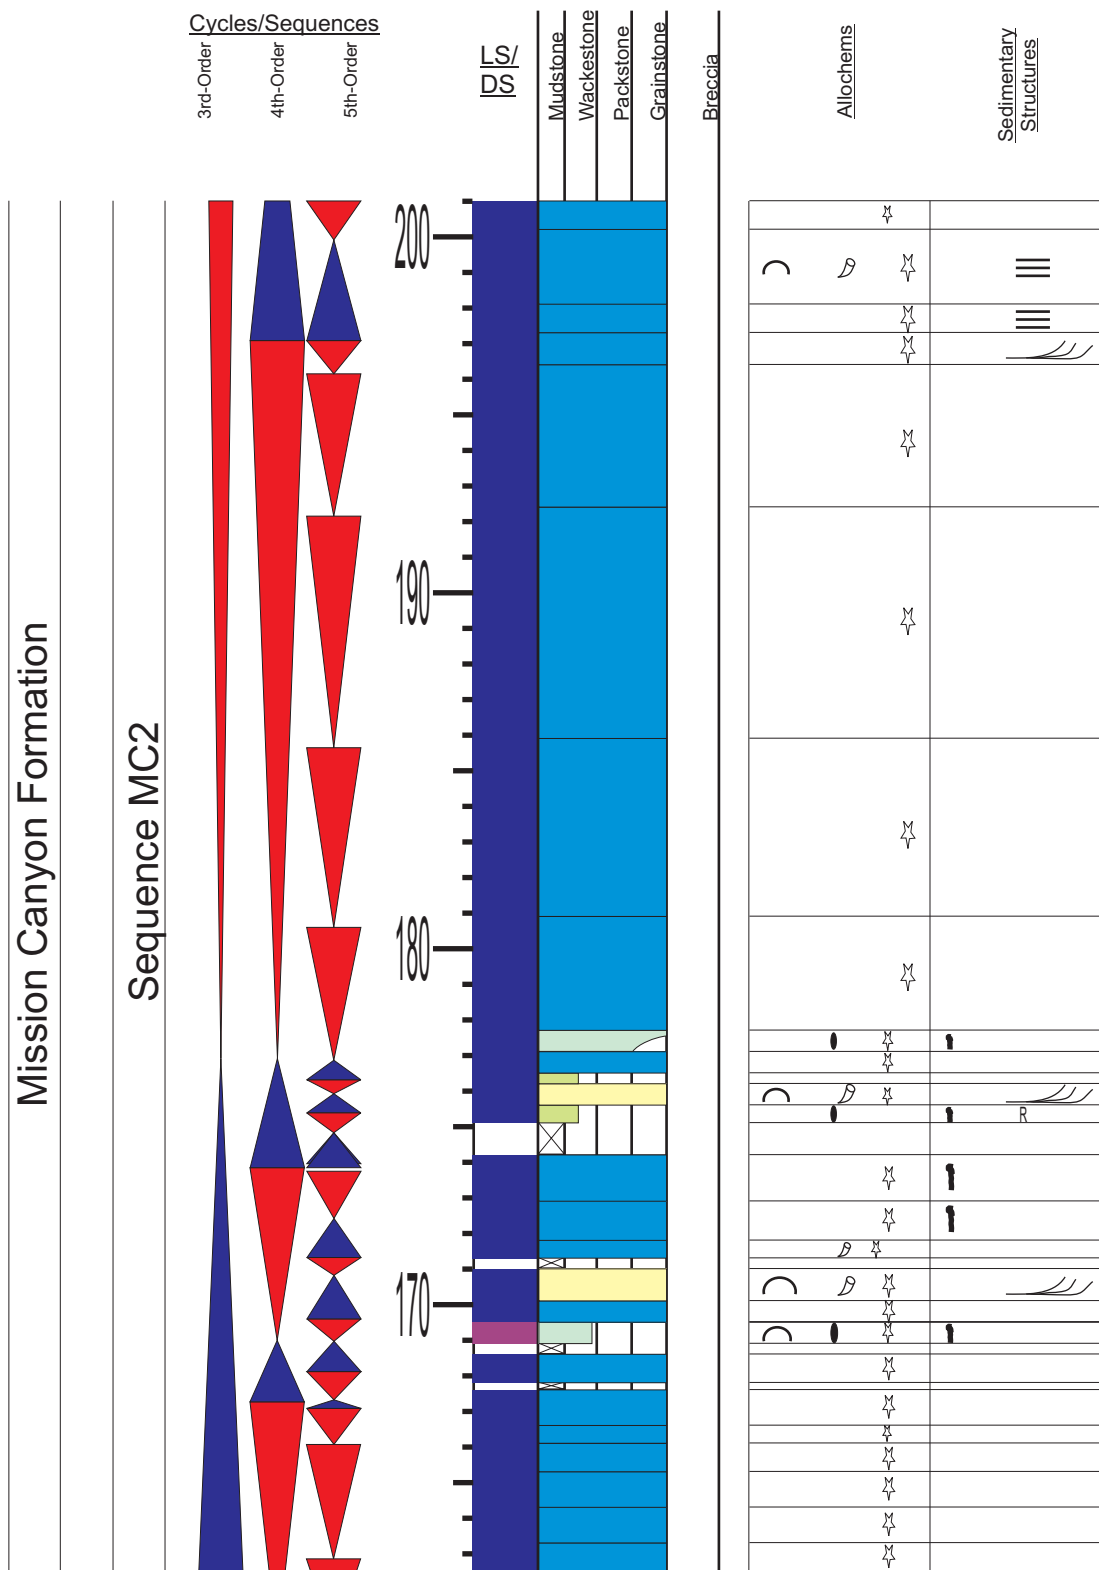 Cycles/Sequences
3rd-Order
4th-Order
5th-Order
LS/
DS
Mudstone
Wackestone
Packstone
Grainstone
Breccia
Allochems
Sedimentary
Structures
200
190
180
170
Mission Canyon Formation
Sequence MC2
R